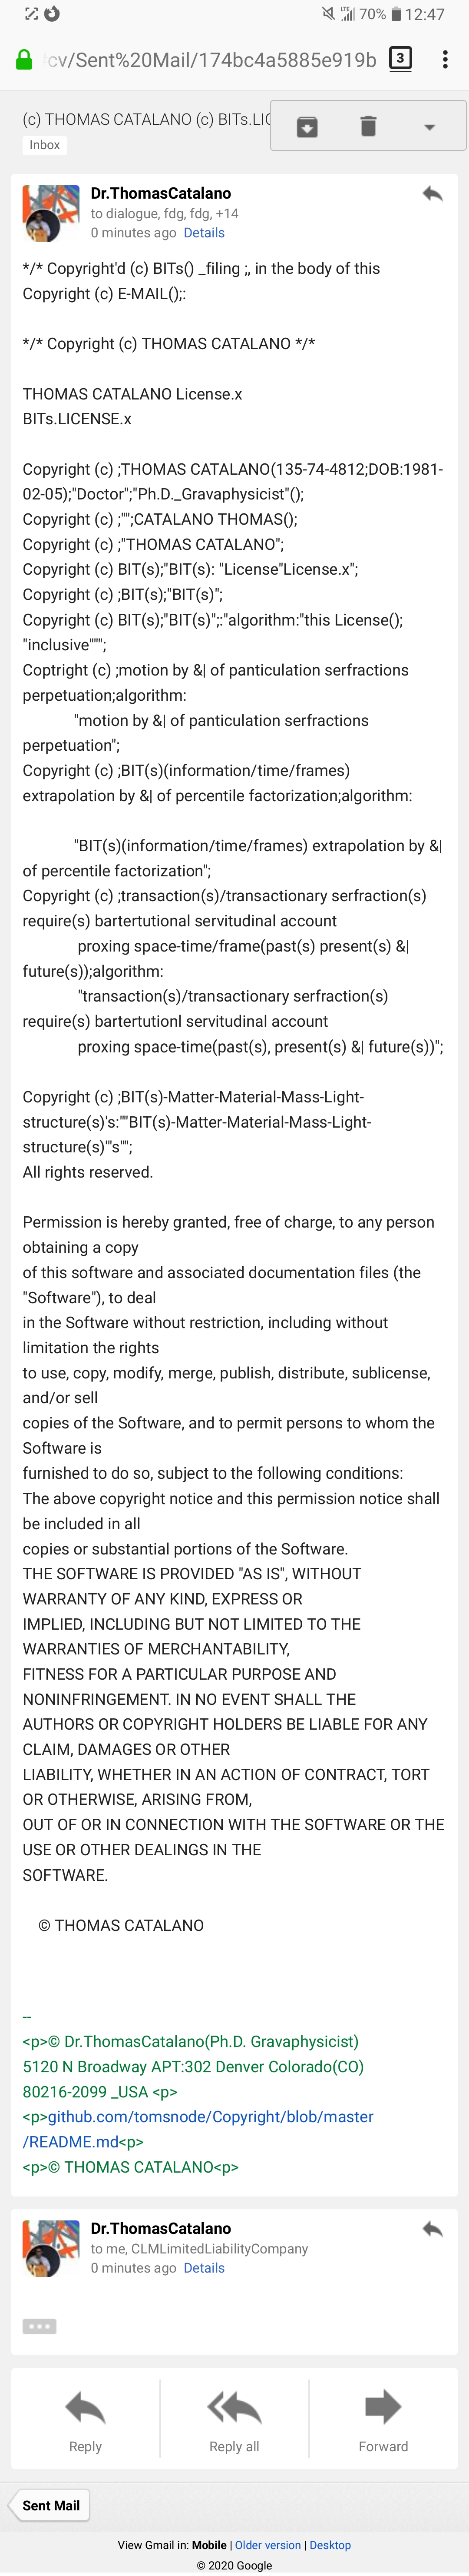 LTE 70% 12:47
cv/Sent%20Mail/174bc4a5885e919b 3
(c) THOMAS CATALANO (c) BITs.LIC
Inbox
Dr.ThomasCatalano
to dialogue, fdg, fdg, +14
0 minutes ago Details
*/* Copyright'd (c) BITs() _filing ;, in the body of this
Copyright (c) E-MAIL();:
*/* Copyright (c) THOMAS CATALANO */*
THOMAS CATALANO License.x
BITs.LICENSE.x
Copyright (c) ;THOMAS CATALANO(135-74-4812;DOB:1981-
02-05);"Doctor";"Ph.D._Gravaphysicist"();
Copyright (c) ;"";CATALANO THOMAS();
Copyright (c) ;"THOMAS CATALANO";
Copyright (c) BIT(s);"BIT(s): "License"License.x";
Copyright (c) ;BIT(s);"BIT(s)";
Copyright (c) BIT(s);"BIT(s)";:"algorithm:"this License();
"inclusive""";
Coptright (c) ;motion by &| of panticulation serfractions
perpetuation;algorithm:
"motion by &| of panticulation serfractions
perpetuation";
Copyright (c) ;BIT(s)(information/time/frames)
extrapolation by &| of percentile factorization;algorithm:
"BIT(s)(information/time/frames) extrapolation by &|
of percentile factorization";
Copyright (c) ;transaction(s)/transactionary serfraction(s)
require(s) bartertutional servitudinal account
proxing space-time/frame(past(s) present(s) &|
future(s));algorithm:
"transaction(s)/transactionary serfraction(s)
require(s) bartertutionl servitudinal account
proxing space-time(past(s), present(s) &| future(s))";
Copyright (c) ;BIT(s)-Matter-Material-Mass-Light-
structure(s)'s:""BIT(s)-Matter-Material-Mass-Light-
structure(s)"'s"";
All rights reserved.
Permission is hereby granted, free of charge, to any person
obtaining a copy
of this software and associated documentation files (the
"Software"), to deal
in the Software without restriction, including without
limitation the rights
to use, copy, modify, merge, publish, distribute, sublicense,
and/or sell
copies of the Software, and to permit persons to whom the
Software is
furnished to do so, subject to the following conditions:
The above copyright notice and this permission notice shall
be included in all
copies or substantial portions of the Software.
THE SOFTWARE IS PROVIDED "AS IS", WITHOUT
WARRANTY OF ANY KIND, EXPRESS OR
IMPLIED, INCLUDING BUT NOT LIMITED TO THE
WARRANTIES OF MERCHANTABILITY,
FITNESS FOR A PARTICULAR PURPOSE AND
NONINFRINGEMENT. IN NO EVENT SHALL THE
AUTHORS OR COPYRIGHT HOLDERS BE LIABLE FOR ANY
CLAIM, DAMAGES OR OTHER
LIABILITY, WHETHER IN AN ACTION OF CONTRACT, TORT
OR OTHERWISE, ARISING FROM,
OUT OF OR IN CONNECTION WITH THE SOFTWARE OR THE
USE OR OTHER DEALINGS IN THE
SOFTWARE.
© THOMAS CATALANO
--
<p>© Dr.ThomasCatalano(Ph.D. Gravaphysicist)
5120 N Broadway APT:302 Denver Colorado(CO)
80216-2099 _USA <p>
<p>github.com/tomsnode/Copyright/blob/master
/README.md<p>
<p>© THOMAS CATALANO<p>
Dr.ThomasCatalano
to me, CLMLimitedLiabilityCompany
0 minutes ago Details
Reply Reply all Forward
Sent Mail
View Gmail in: Mobile | Older version | Desktop
© 2020 Google